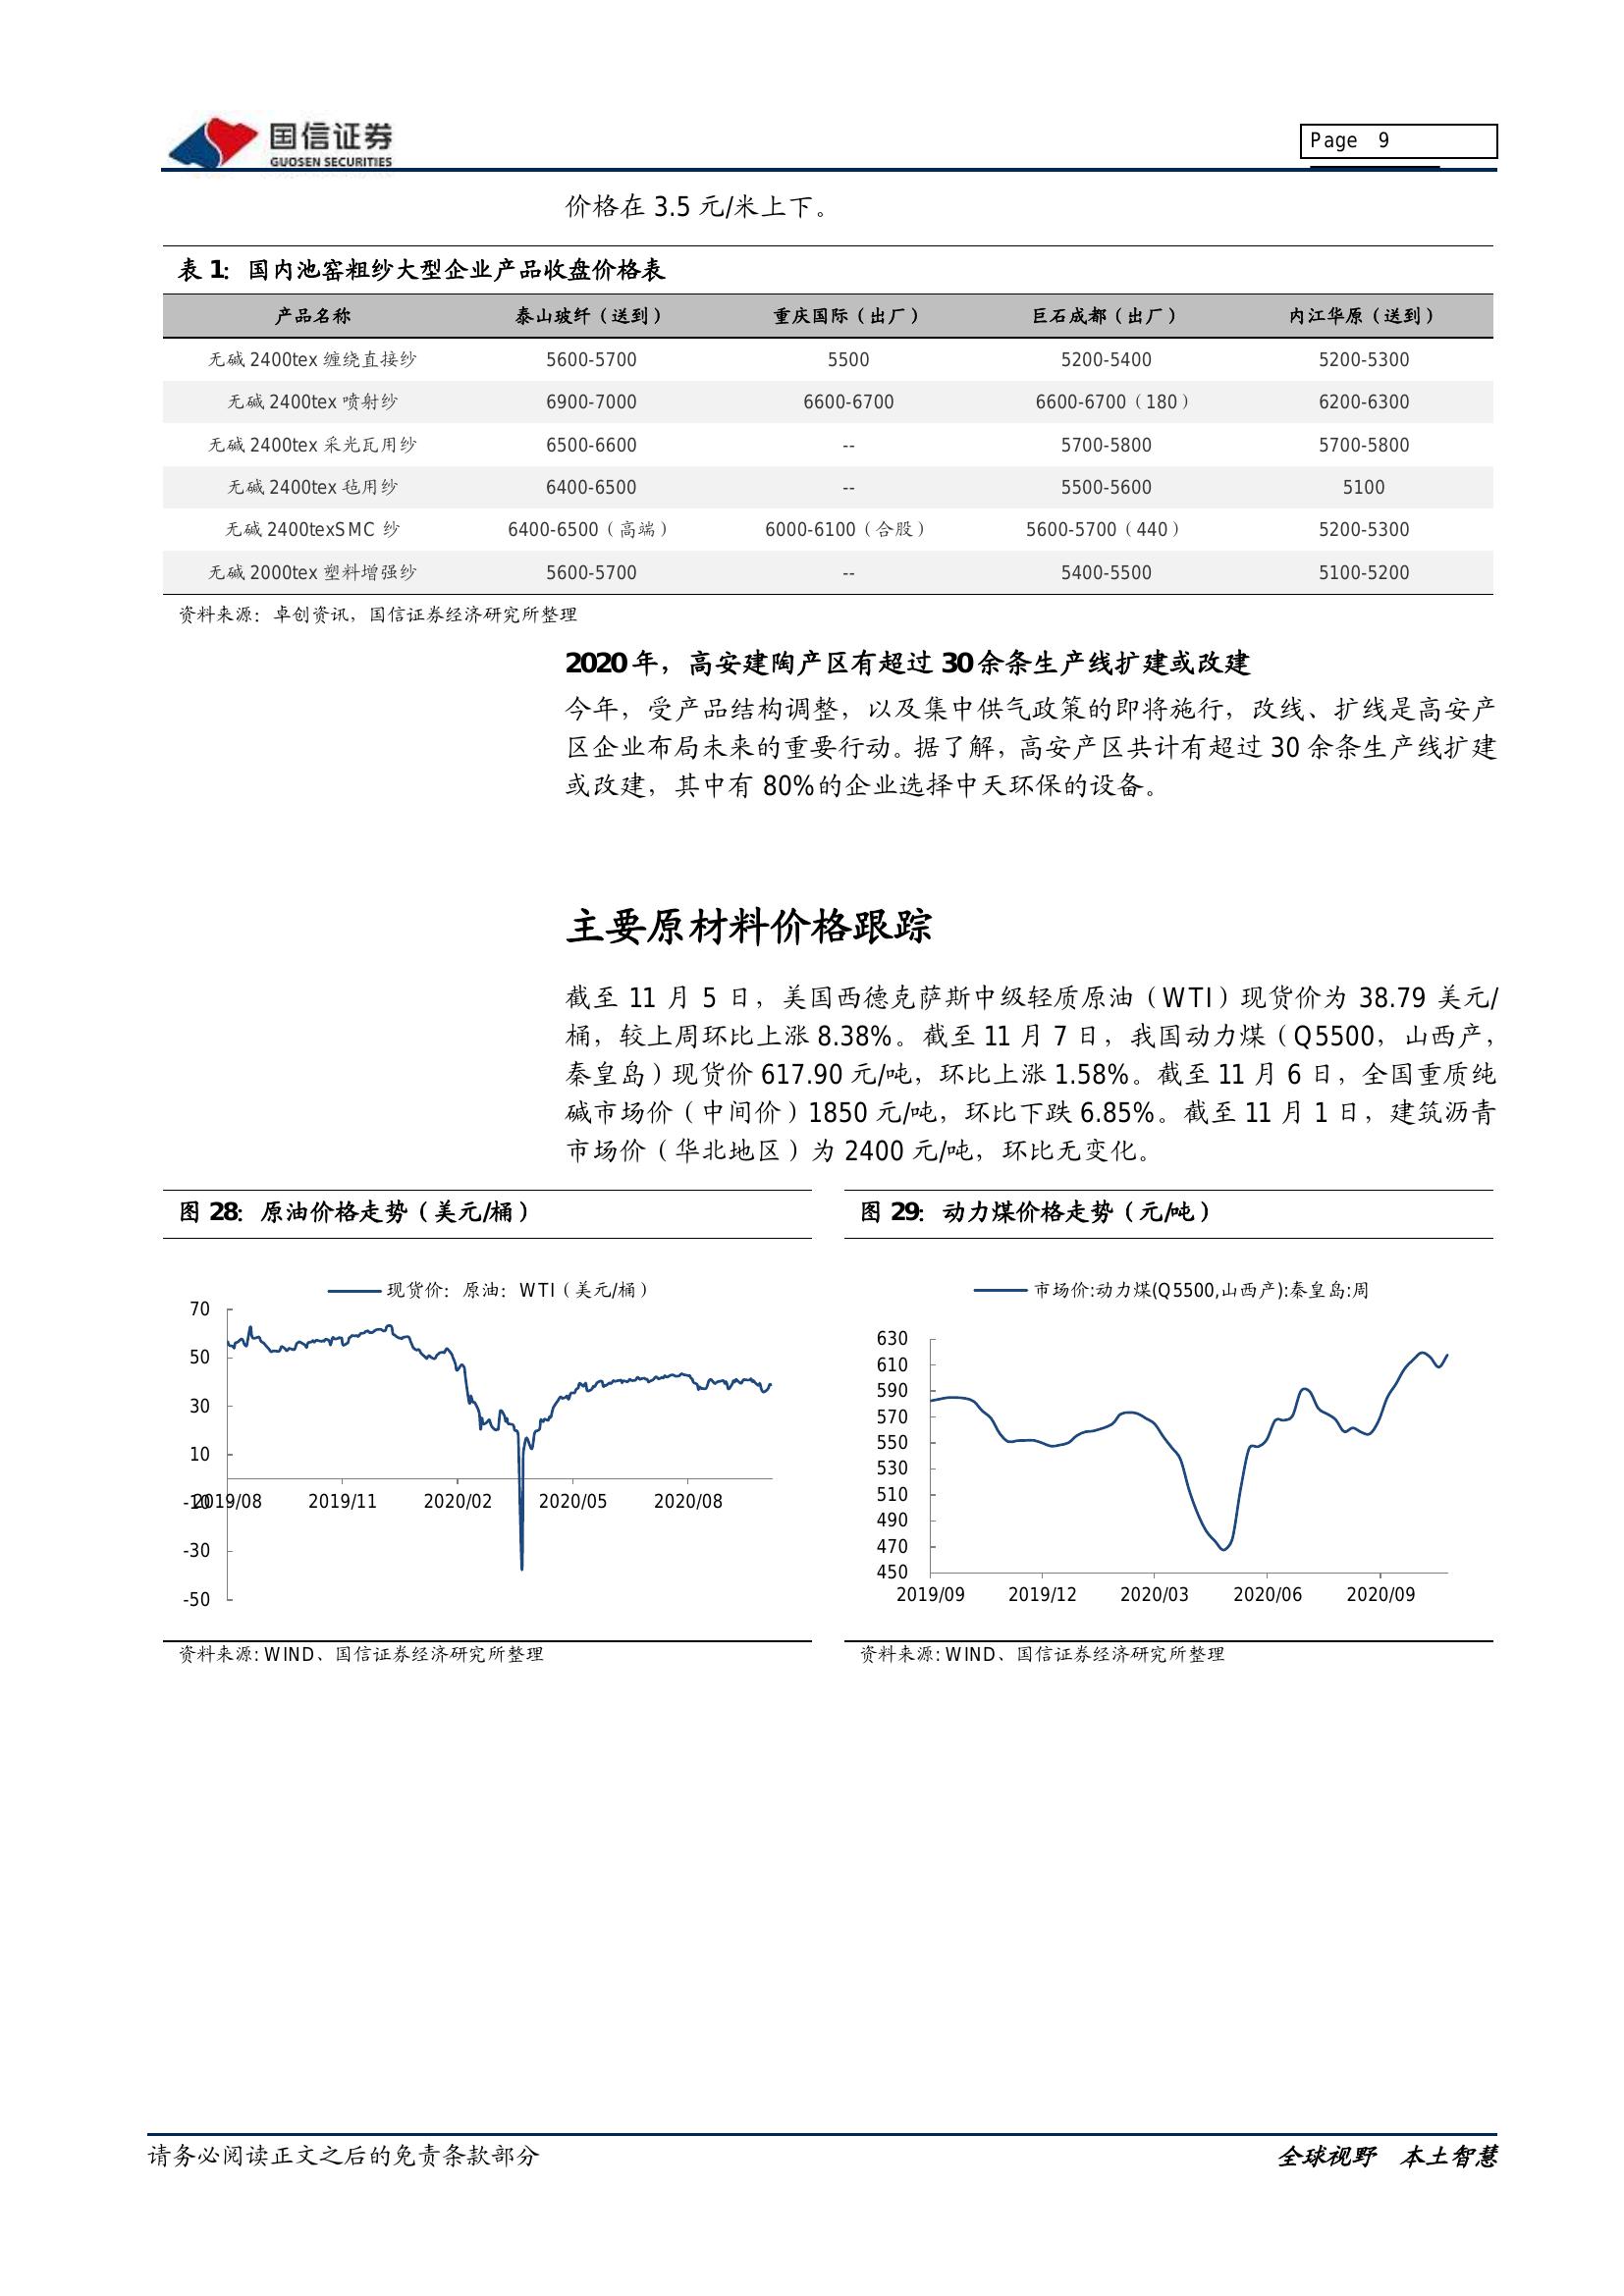 国信证券
GUOSEN SECURITIES
Page 9
价格在 3.5 元/米上下。
表 1：国内池窑粗纱大型企业产品收盘价格表
产品名称 泰山玻纤（送到） 重庆国际（出厂） 巨石成都（出厂） 内江华原（送到）
无碱 2400tex 缠绕直接纱 5600-5700 5500 5200-5400 5200-5300
无碱 2400tex 喷射纱 6900-7000 6600-6700 6600-6700（180） 6200-6300
无碱 2400tex 采光瓦用纱 6500-6600 -- 5700-5800 5700-5800
无碱 2400tex 毡用纱 6400-6500 -- 5500-5600 5100
无碱 2400texSMC 纱 6400-6500（高端） 6000-6100（合股） 5600-5700（440） 5200-5300
无碱 2000tex 塑料增强纱 5600-5700 -- 5400-5500 5100-5200
资料来源：卓创资讯，国信证券经济研究所整理
2020 年，高安建陶产区有超过 30 余条生产线扩建或改建
今年，受产品结构调整，以及集中供气政策的即将施行，改线、扩线是高安产
区企业布局未来的重要行动。据了解，高安产区共计有超过 30 余条生产线扩建
或改建，其中有 80%的企业选择中天环保的设备。
主要原材料价格跟踪
截至 11 月 5 日，美国西德克萨斯中级轻质原油（WTI）现货价为 38.79 美元/
桶，较上周环比上涨 8.38%。截至 11 月 7 日，我国动力煤（Q5500，山西产，
秦皇岛）现货价 617.90 元/吨，环比上涨 1.58%。截至 11 月 6 日，全国重质纯
碱市场价（中间价）1850 元/吨，环比下跌 6.85%。截至 11 月 1 日，建筑沥青
市场价（华北地区）为 2400 元/吨，环比无变化。
图 28：原油价格走势（美元/桶）
现货价：原油：WTI（美元/桶）
70
50
30
10
-10
-30
-50
2019/08 2019/11 2020/02 2020/05 2020/08
资料来源: WIND、国信证券经济研究所整理
图 29：动力煤价格走势（元/吨）
市场价:动力煤(Q5500,山西产):秦皇岛:周
630
610
590
570
550
530
510
490
470
450
2019/09 2019/12 2020/03 2020/06 2020/09
资料来源: WIND、国信证券经济研究所整理
请务必阅读正文之后的免责条款部分
全球视野 本土智慧